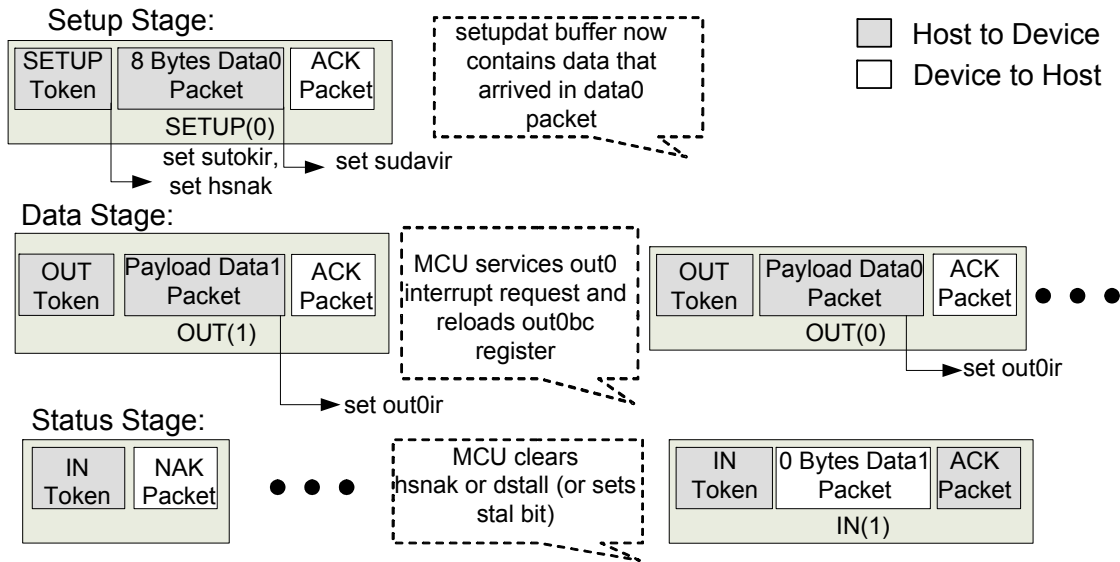 Setup Stage:
SETUP
Token
8 Bytes Data0
Packet
ACK
Packet
SETUP(0)
set sutokir,
set hsnak
set sudavir
setupdat buffer now
contains data that
arrived in data0
packet
Host to Device
Device to Host
Data Stage:
OUT
Token
Payload Data1
Packet
ACK
Packet
OUT(1)
set out0ir
MCU services out0
interrupt request and
reloads out0bc
register
OUT
Token
Payload Data0
Packet
ACK
Packet
OUT(0)
set out0ir
Status Stage:
IN
Token
NAK
Packet
MCU clears
hsnak or dstall (or sets
stal bit)
IN
Token
0 Bytes Data1
Packet
ACK
Packet
IN(1)